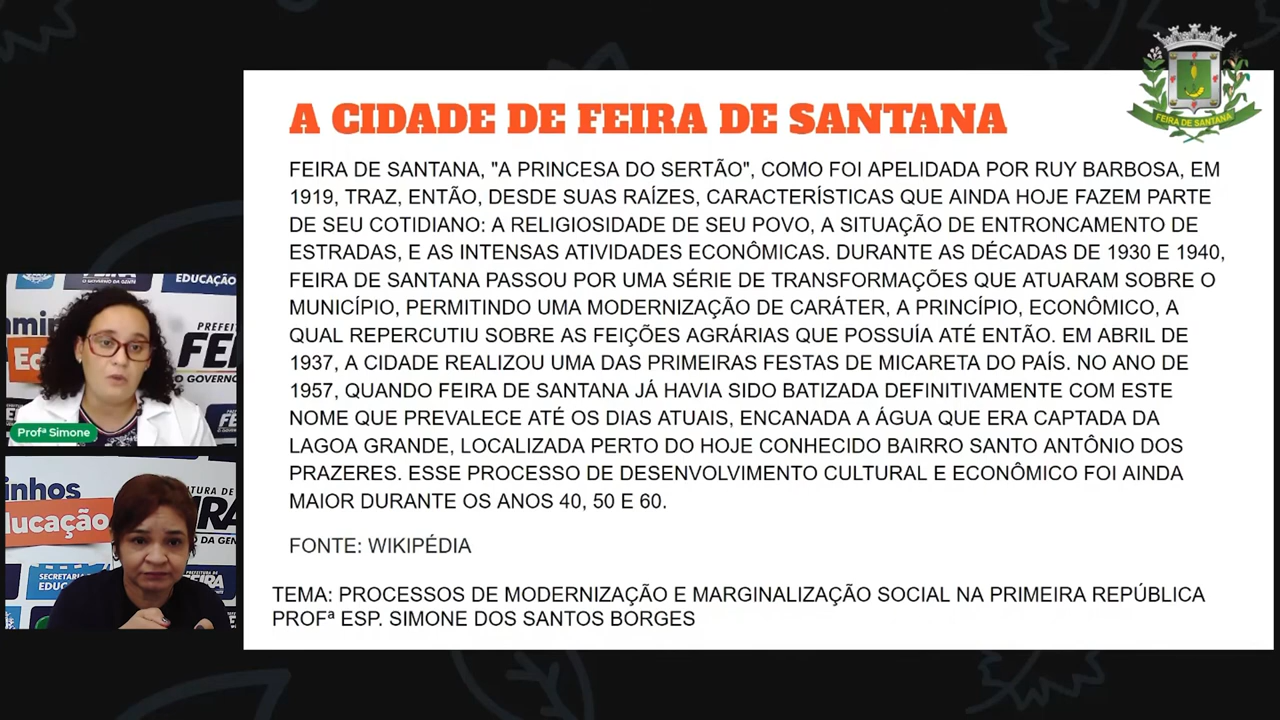 FEIRA DE SANTANA
A CIDADE DE FEIRA DE SANTANA
FEIRA DE SANTANA, "A PRINCESA DO SERTÃO", COMO FOI APELIDADA POR RUY BARBOSA, EM
1919, TRAZ, ENTÃO, DESDE SUAS RAÍZES, CARACTERÍSTICAS QUE AINDA HOJE FAZEM PARTE
DE SEU COTIDIANO: A RELIGIOSIDADE DE SEU POVO, A SITUAÇÃO DE ENTRONCAMENTO DE
ESTRADAS, E AS INTENSAS ATIVIDADES ECONÔMICAS. DURANTE AS DÉCADAS DE 1930 E 1940,
FEIRA DE SANTANA PASSOU POR UMA SÉRIE DE TRANSFORMAÇÕES QUE ATUARAM SOBRE O
MUNICÍPIO, PERMITINDO UMA MODERNIZAÇÃO DE CARÁTER, A PRINCÍPIO, ECONÔMICO, A
QUAL REPERCUTIU SOBRE AS FEIÇÕES AGRÁRIAS QUE POSSUÍA ATÉ ENTÃO. EM ABRIL DE
1937, A CIDADE REALIZOU UMA DAS PRIMEIRAS FESTAS DE MICARETA DO PAÍS. NO ANO DE
1957, QUANDO FEIRA DE SANTANA JÁ HAVIA SIDO BATIZADA DEFINITIVAMENTE COM ESTE
NOME QUE PREVALECE ATÉ OS DIAS ATUAIS, ENCANADA A ÁGUA QUE ERA CAPTADA DA
LAGOA GRANDE, LOCALIZADA PERTO DO HOJE CONHECIDO BAIRRO SANTO ANTÔNIO DOS
PRAZERES. ESSE PROCESSO DE DESENVOLVIMENTO CULTURAL E ECONÔMICO FOI AINDA
MAIOR DURANTE OS ANOS 40, 50 E 60.
FONTE: WIKIPÉDIA
TEMA: PROCESSOS DE MODERNIZAÇÃO E MARGINALIZAÇÃO SOCIAL NA PRIMEIRA REPÚBLICA
PROFª ESP. SIMONE DOS SANTOS BORGES
EDUCAÇÃO
Profª Simone
inhos
ducação